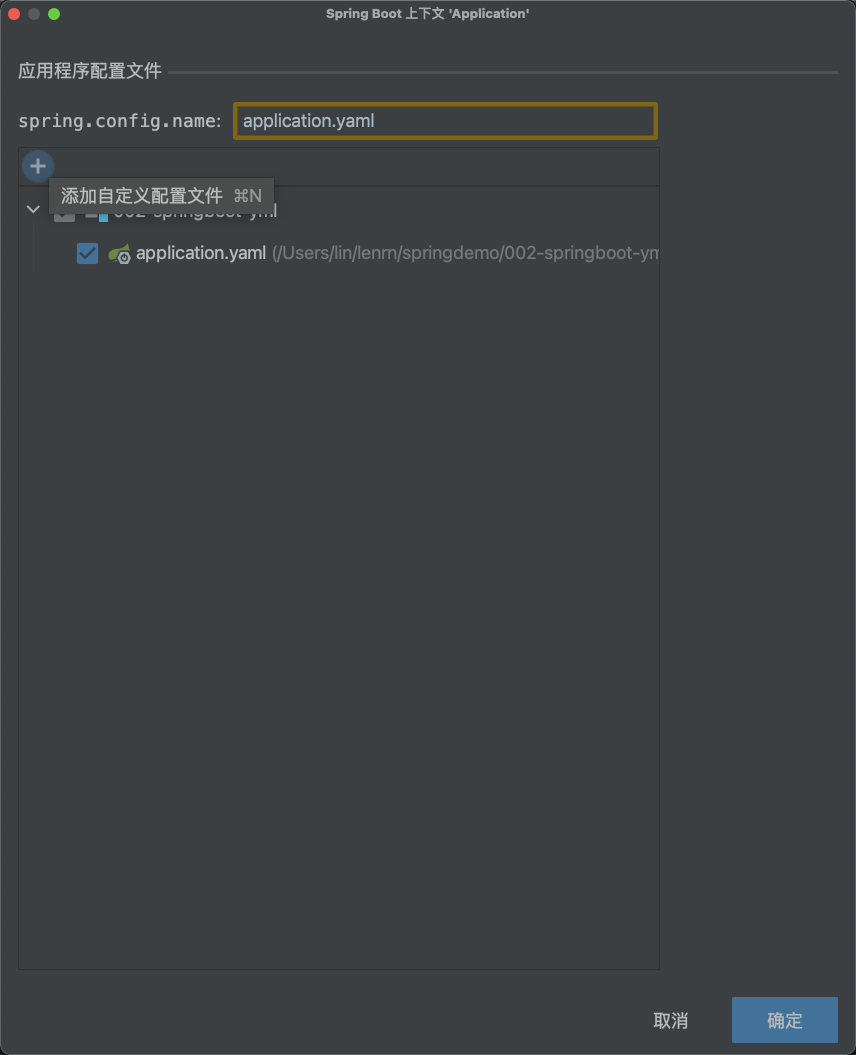 Spring Boot 上下文 'Application'
应用程序配置文件
spring.config.name: application.yaml
添加自定义配置文件 ⌘N
002-springboot-yml
application.yaml (/Users/lin/lenrn/springdemo/002-springboot-ym
取消 确定